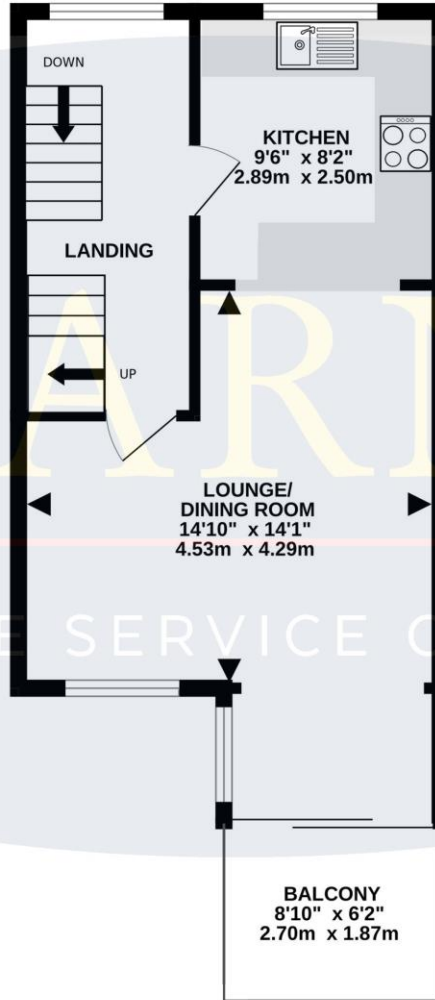 DOWN
KITCHEN
9'6" x 8'2"
2.89m x 2.50m
LANDING
UP
LOUNGE/
DINING ROOM
14'10" x 14'1"
4.53m x 4.29m
E SERVICE
BALCONY
8'10" x 6'2"
2.70m x 1.87m